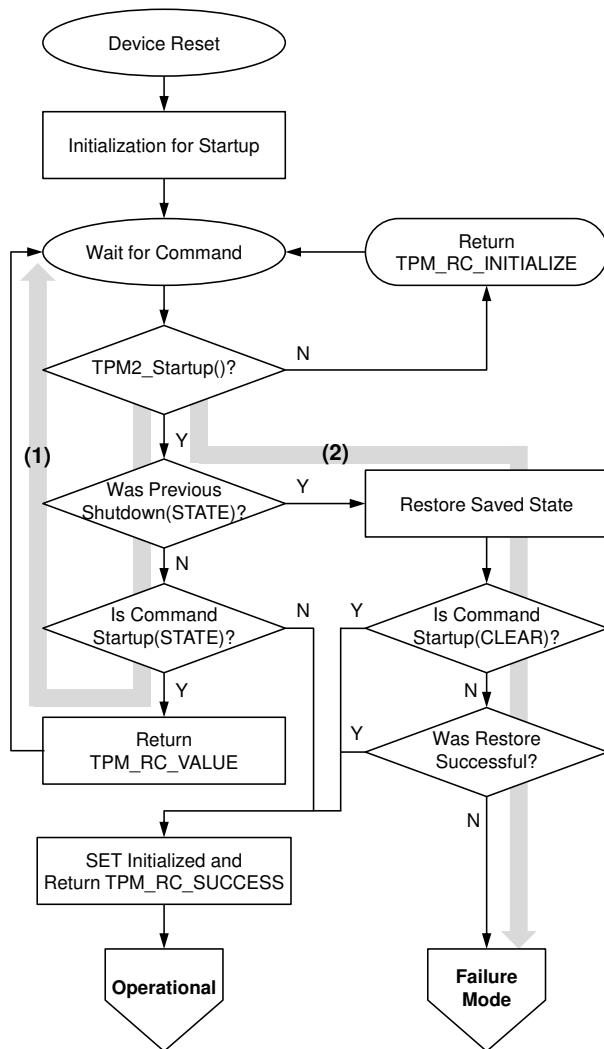 Device Reset
Initialization for Startup
Wait for Command
Return
TPM_RC_INITIALIZE
TPM2_Startup()?
N
Y
(1)
(2)
Was Previous
Shutdown(STATE)?
Y
Restore Saved State
N
Is Command
Startup(STATE)?
N
Y
Is Command
Startup(CLEAR)?
Y
N
Return
TPM_RC_VALUE
Y
Was Restore
Successful?
N
SET Initialized and
Return TPM_RC_SUCCESS
Operational
Failure
Mode